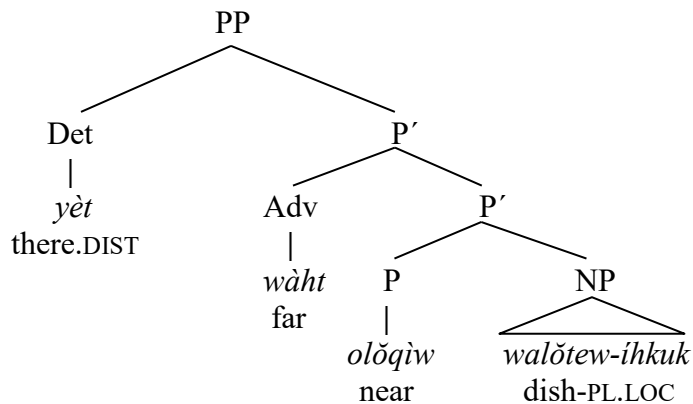 PP
Det P´
yèt Adv P´
there.DIST
wàht P NP
far
olŏqìw walŏtew-íhkuk
near dish-PL.LOC